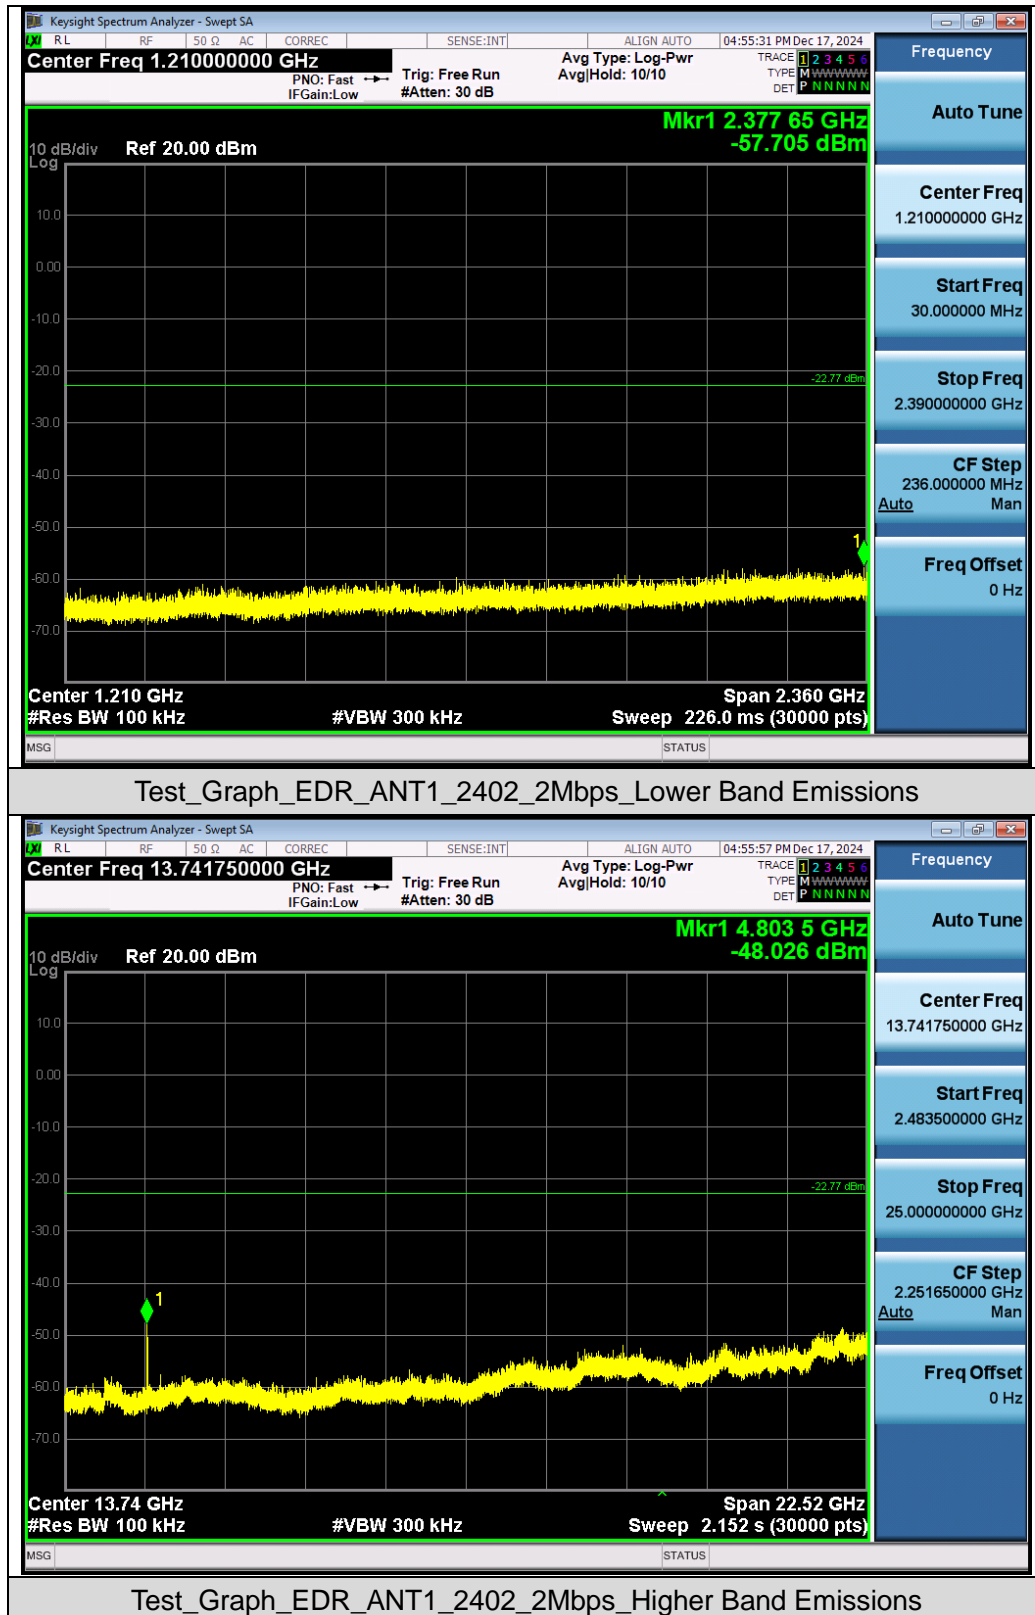 Keysight Spectrum Analyzer - Swept SA
LXI RL RF 50 Ω AC CORREC SENSE:INT ALIGN AUTO 04:55:31 PM Dec 17, 2024
Center Freq 1.210000000 GHz
PNO: Fast
IFGain:Low
Trig: Free Run
#Atten: 30 dB
Avg Type: Log-Pwr
Avg|Hold: 10/10
TRACE 1 2 3 4 5 6
TYPE M WWWWW
DET P N N N N N
Mkr1 2.377 65 GHz
-57.705 dBm
10 dB/div
Log
Ref 20.00 dBm
10.0
0.00
-10.0
-20.0
-22.77 dBm
-30.0
-40.0
-50.0
1
-60.0
-70.0
Center 1.210 GHz
Span 2.360 GHz
#Res BW 100 kHz
#VBW 300 kHz
Sweep 226.0 ms (30000 pts)
MSG
STATUS
Frequency
Auto Tune
Center Freq
1.210000000 GHz
Start Freq
30.000000 MHz
Stop Freq
2.390000000 GHz
CF Step
236.000000 MHz
Auto Man
Freq Offset
0 Hz
Test_Graph_EDR_ANT1_2402_2Mbps_Lower Band Emissions
Keysight Spectrum Analyzer - Swept SA
LXI RL RF 50 Ω AC CORREC SENSE:INT ALIGN AUTO 04:55:57 PM Dec 17, 2024
Center Freq 13.741750000 GHz
PNO: Fast
IFGain:Low
Trig: Free Run
#Atten: 30 dB
Avg Type: Log-Pwr
Avg|Hold: 10/10
TRACE 1 2 3 4 5 6
TYPE M WWWWW
DET P N N N N N
Mkr1 4.803 5 GHz
-48.026 dBm
10 dB/div
Log
Ref 20.00 dBm
10.0
0.00
-10.0
-20.0
-22.77 dBm
-30.0
-40.0
1
-50.0
-60.0
-70.0
Center 13.74 GHz
Span 22.52 GHz
#Res BW 100 kHz
#VBW 300 kHz
Sweep 2.152 s (30000 pts)
MSG
STATUS
Frequency
Auto Tune
Center Freq
13.741750000 GHz
Start Freq
2.483500000 GHz
Stop Freq
25.000000000 GHz
CF Step
2.251650000 GHz
Auto Man
Freq Offset
0 Hz
Test_Graph_EDR_ANT1_2402_2Mbps_Higher Band Emissions